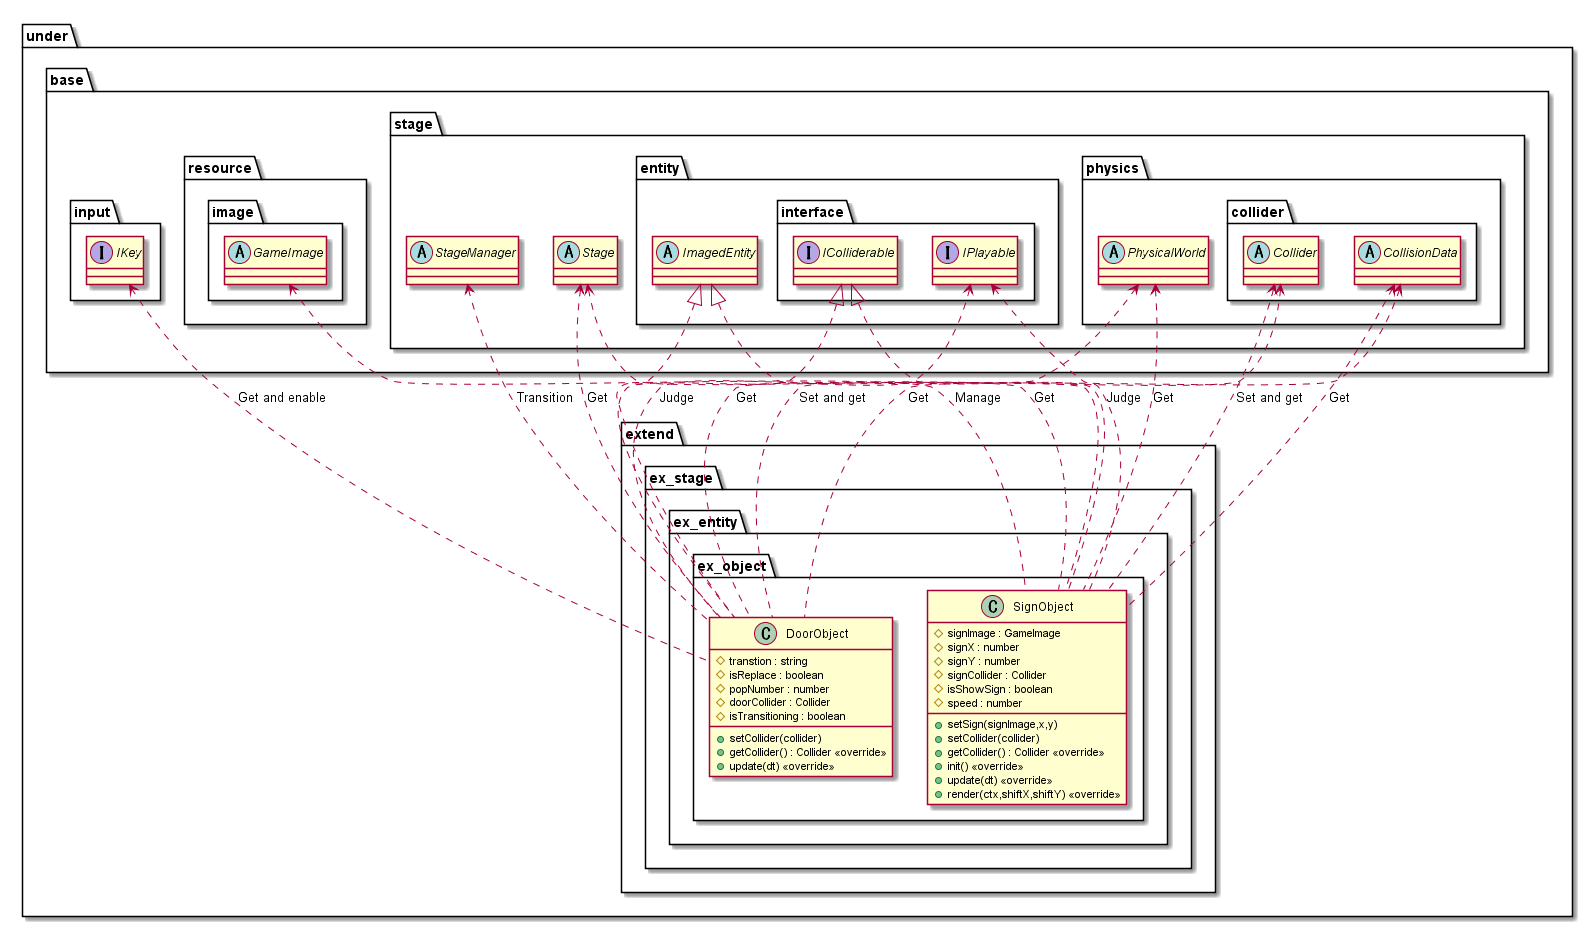 under
base
stage
resource
entity
physics
input
image
interface
collider
I IKey
A GameImage
A StageManager
A Stage
A ImagedEntity
I IColliderable
I IPlayable
A PhysicalWorld
A Collider
A CollisionData
Get and enable
Transition
Get
Judge
Get
Set and get
Get
Manage
Get
Judge
Get
Set and get
Get
extend
ex_stage
ex_entity
ex_object
C DoorObject
transtion : string
isReplace : boolean
popNumber : number
doorCollider : Collider
isTransitioning : boolean
setCollider(collider)
getCollider() : Collider «override»
update(dt) «override»
C SignObject
signImage : GameImage
signX : number
signY : number
signCollider : Collider
isShowSign : boolean
speed : number
setSign(signImage,x,y)
setCollider(collider)
getCollider() : Collider «override»
init() «override»
update(dt) «override»
render(ctx,shiftX,shiftY) «override»